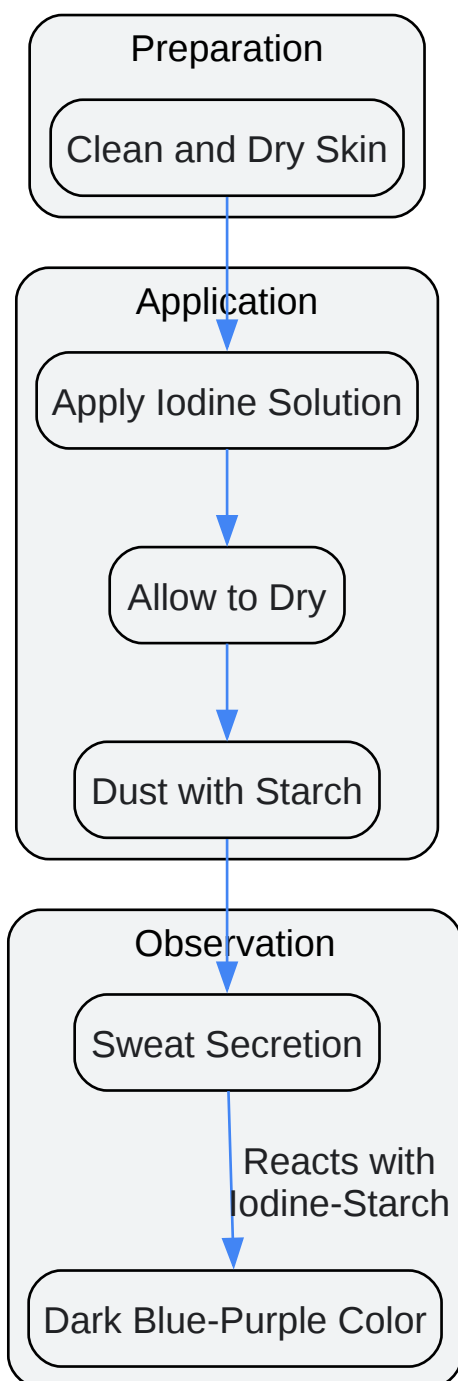 Preparation
Clean and Dry Skin
Application
Apply Iodine Solution
Allow to Dry
Dust with Starch
Observation
Sweat Secretion
Reacts with
Iodine-Starch
Dark Blue-Purple Color